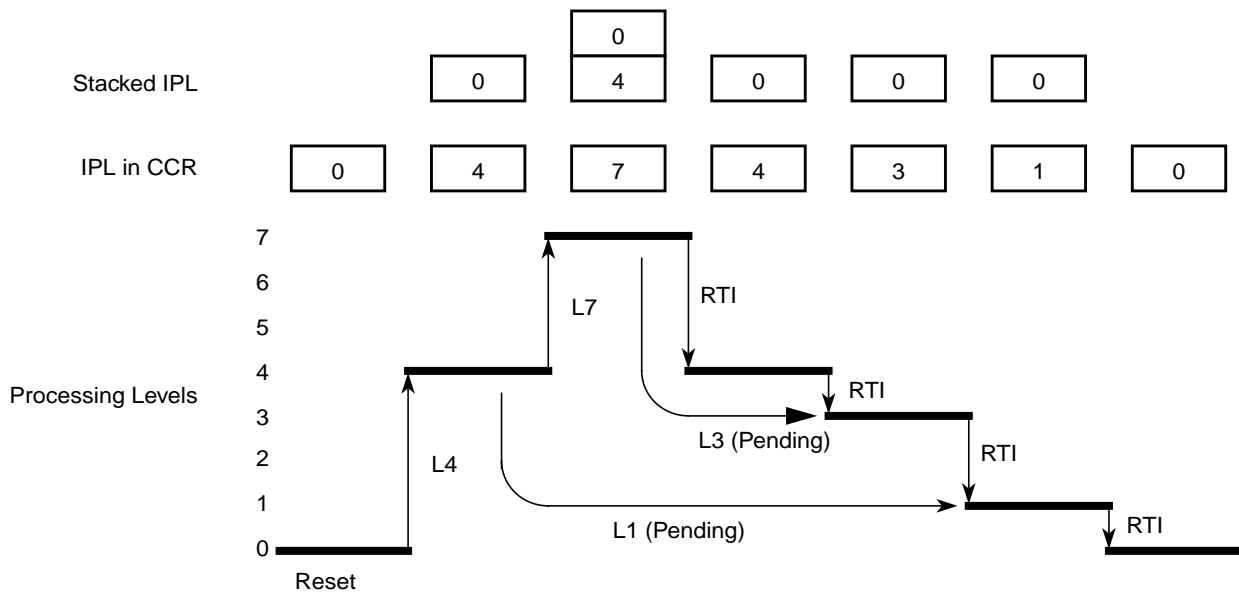 0
Stacked IPL 0 4 0 0 0
IPL in CCR 0 4 7 4 3 1 0
7
6
L7 RTI
5
4
Processing Levels RTI
3
L3 (Pending)
2 L4 RTI
1
L1 (Pending) RTI
0
Reset